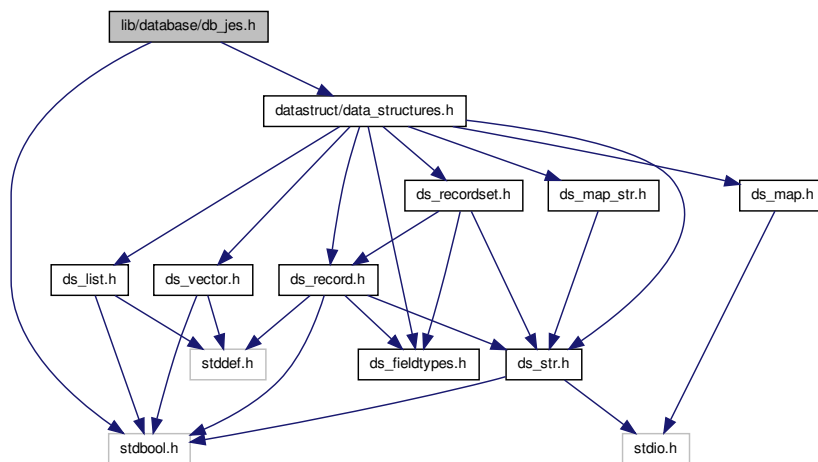 lib/database/db_jes.h
datastruct/data_structures.h
ds_recordset.h
ds_map_str.h
ds_map.h
ds_list.h
ds_vector.h
ds_record.h
stddef.h
ds_fieldtypes.h
ds_str.h
stdbool.h
stdio.h